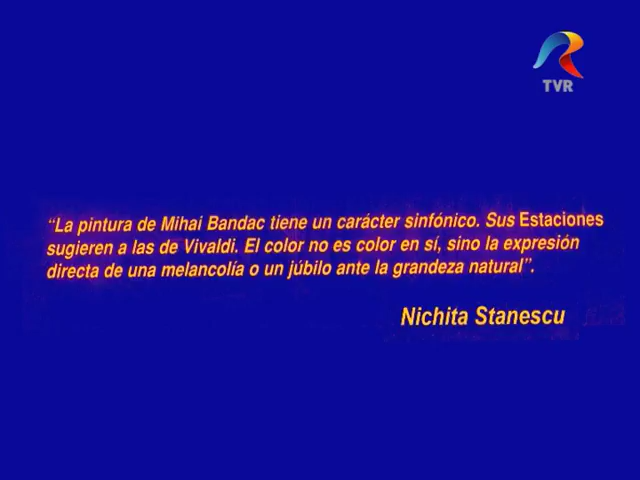 TVR
“La pintura de Mihai Bandac tiene un carácter sinfónico. Sus Estaciones
sugieren a las de Vivaldi. El color no es color en sí, sino la expresión
directa de una melancolía o un júbilo ante la grandeza natural”.
Nichita Stanescu